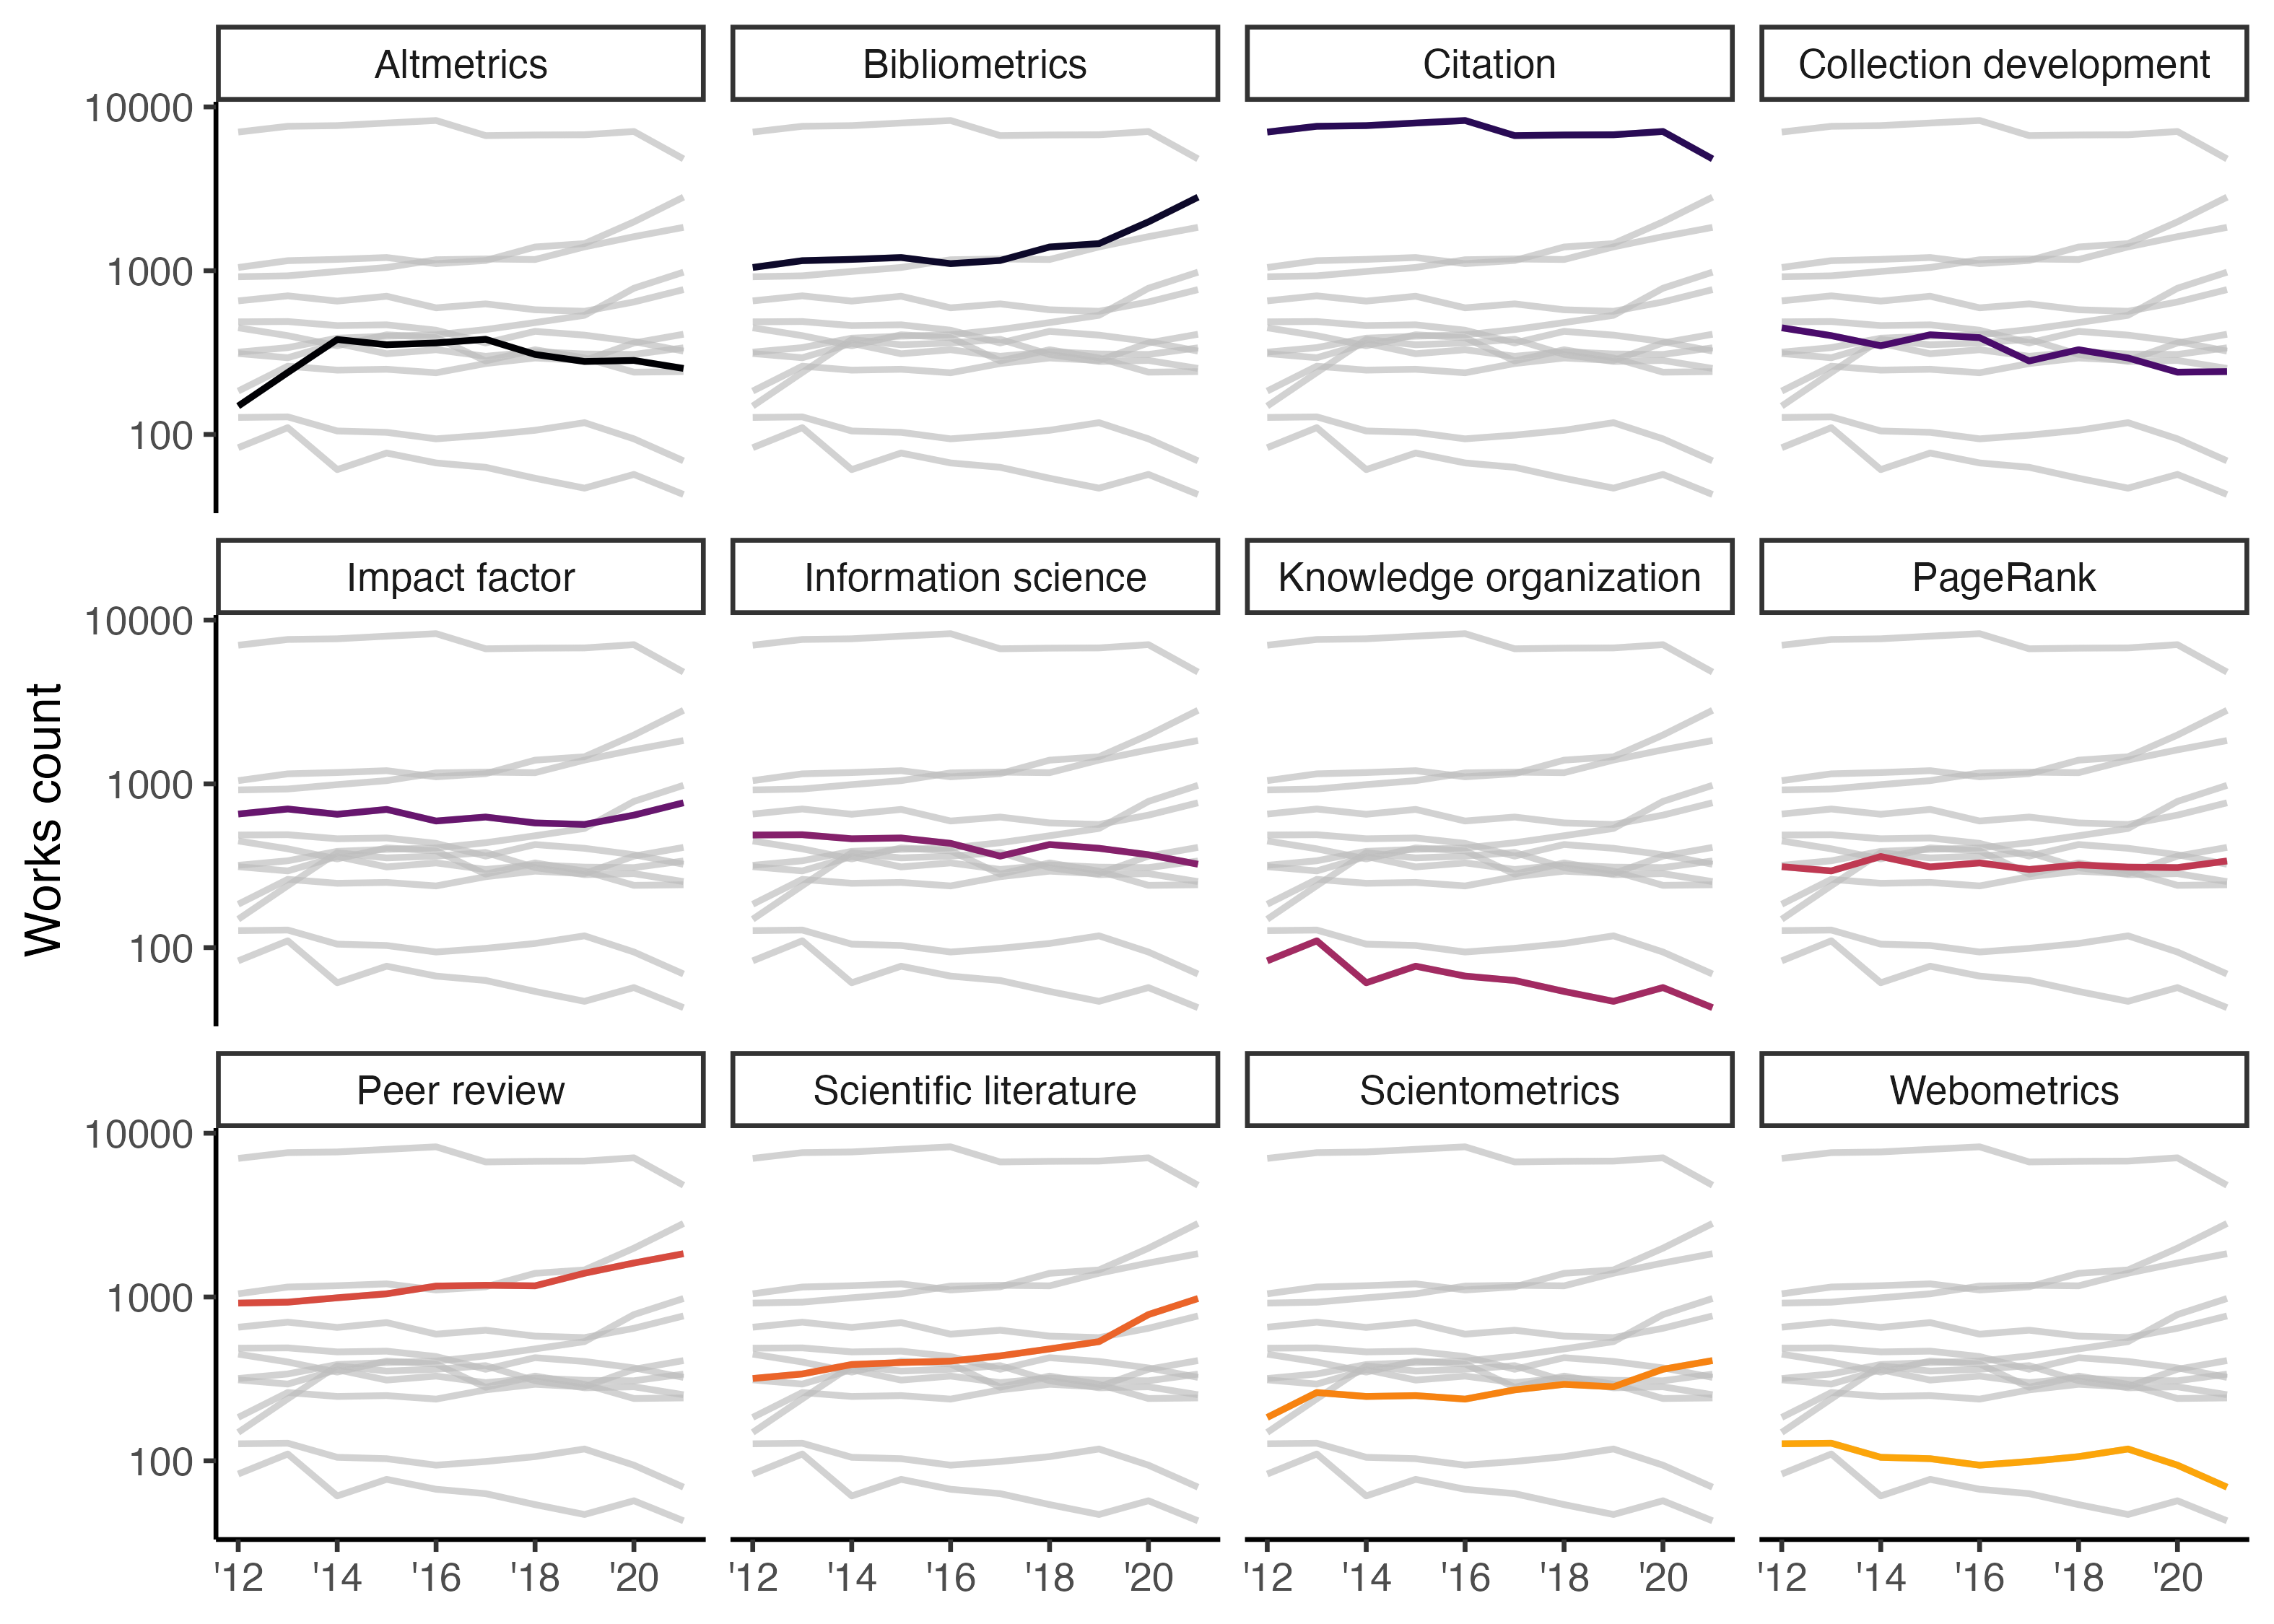 Altmetrics
Bibliometrics
Citation
Collection development
10000
1000
100
Impact factor
Information science
Knowledge organization
PageRank
10000
1000
100
Works count
Peer review
Scientific literature
Scientometrics
Webometrics
10000
1000
100
'12 '14 '16 '18 '20
'12 '14 '16 '18 '20
'12 '14 '16 '18 '20
'12 '14 '16 '18 '20